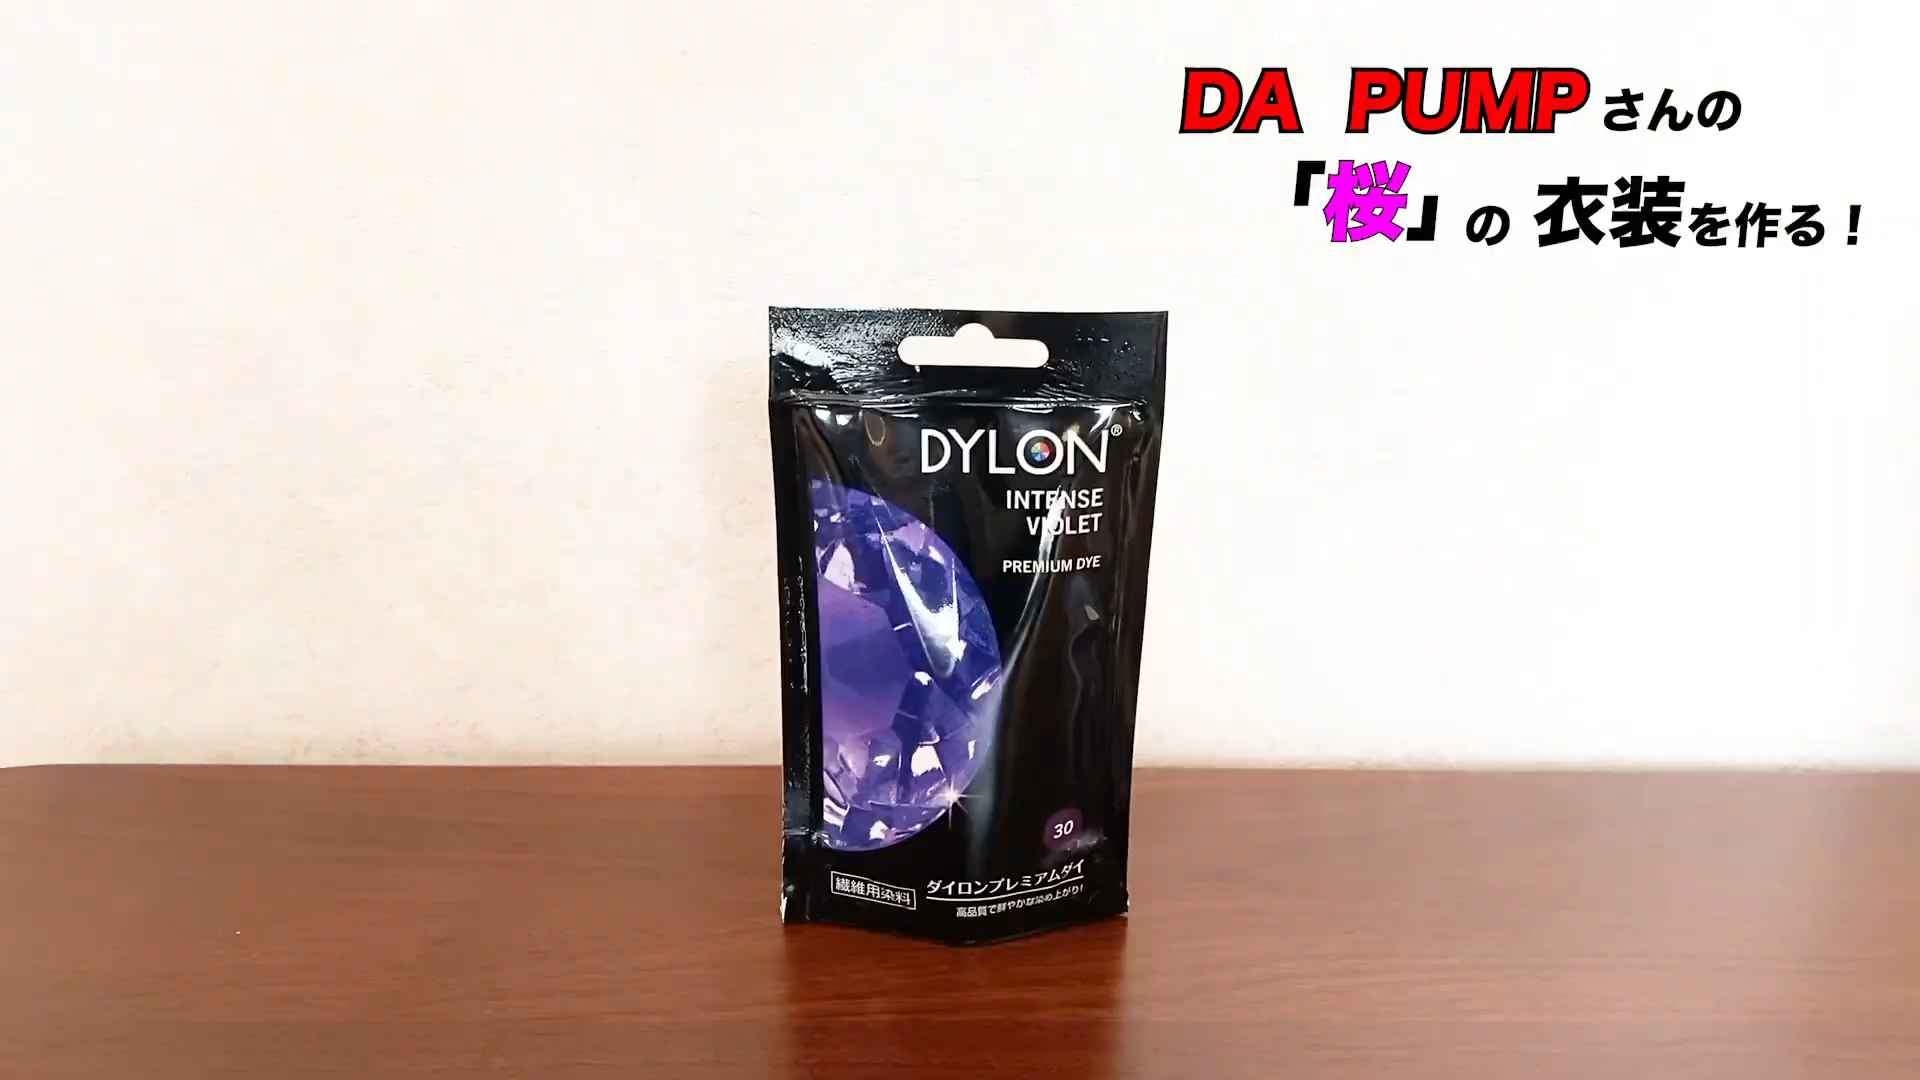 DA PUMPさんの
「桜」の 衣装を作る！
DYLON®
INTENSE
VIOLET
PREMIUM DYE
30
繊維用染料
ダイロンプレミアムダイ
高品質で鮮やかな染め上がり!